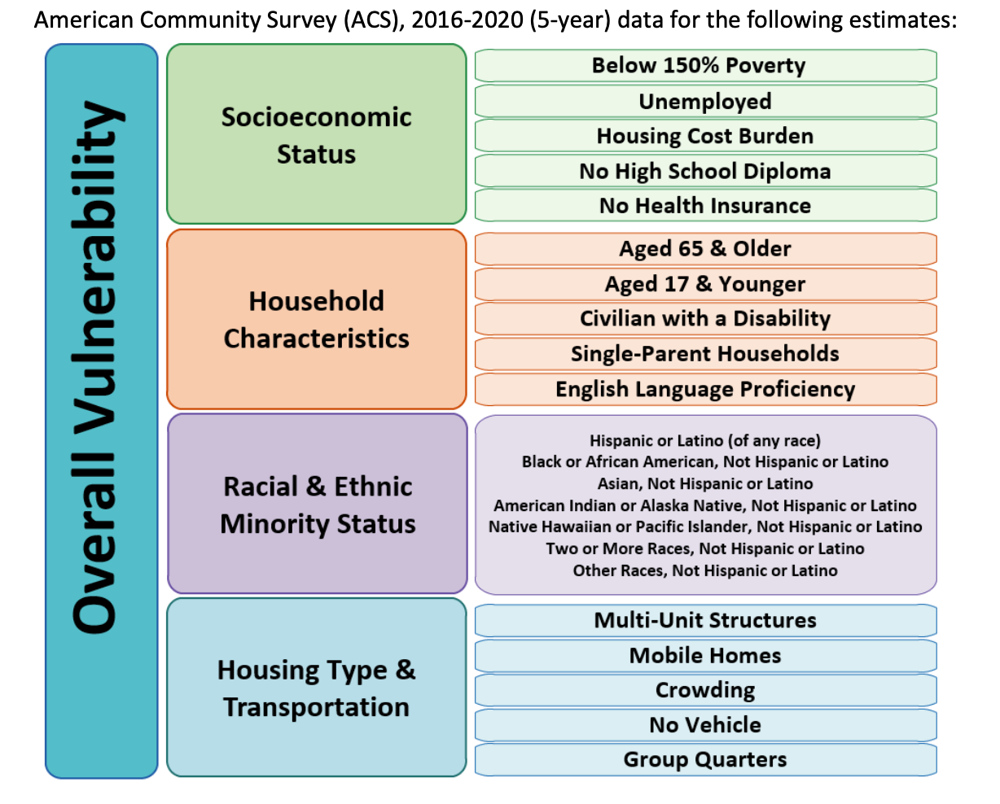 American Community Survey (ACS), 2016-2020 (5-year) data for the following estimates:
Overall Vulnerability
Socioeconomic
Status
Below 150% Poverty
Unemployed
Housing Cost Burden
No High School Diploma
No Health Insurance
Household
Characteristics
Aged 65 & Older
Aged 17 & Younger
Civilian with a Disability
Single-Parent Households
English Language Proficiency
Racial & Ethnic
Minority Status
Hispanic or Latino (of any race)
Black or African American, Not Hispanic or Latino
Asian, Not Hispanic or Latino
American Indian or Alaska Native, Not Hispanic or Latino
Native Hawaiian or Pacific Islander, Not Hispanic or Latino
Two or More Races, Not Hispanic or Latino
Other Races, Not Hispanic or Latino
Housing Type &
Transportation
Multi-Unit Structures
Mobile Homes
Crowding
No Vehicle
Group Quarters